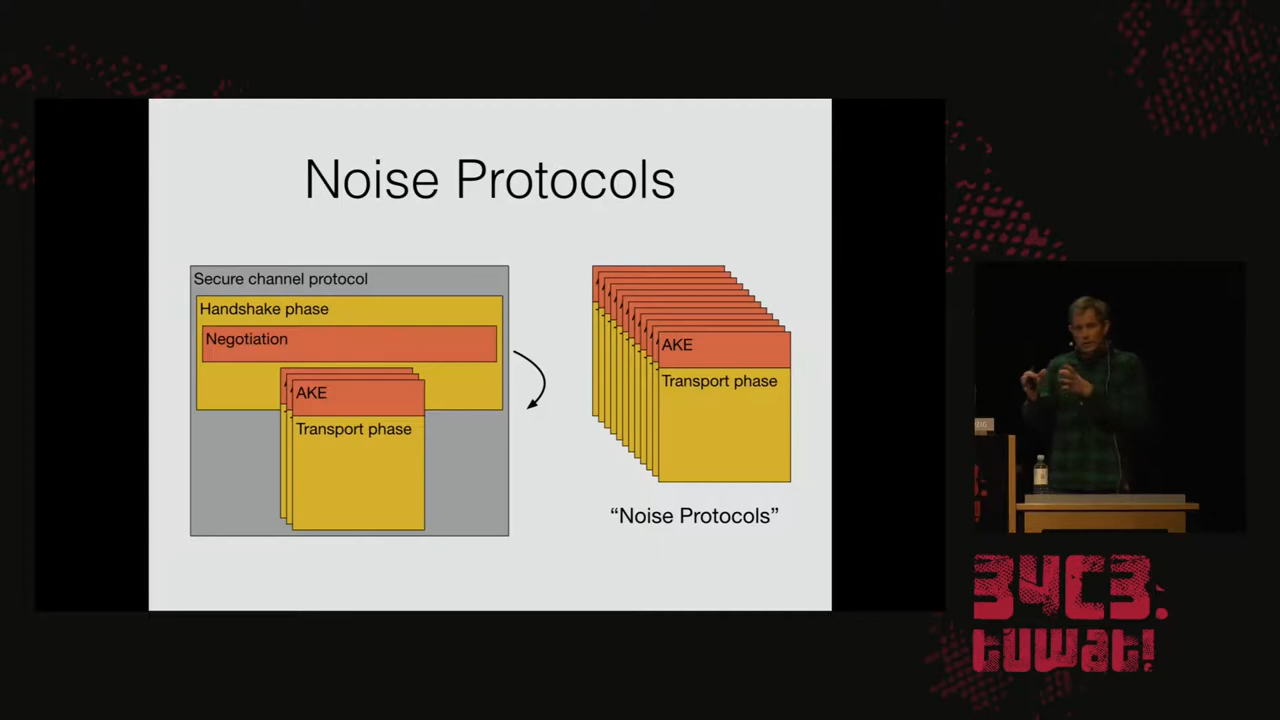 Noise Protocols
Secure channel protocol
Handshake phase
Negotiation
AKE
Transport phase
AKE
Transport phase
“Noise Protocols”
34C3.
tuwat!